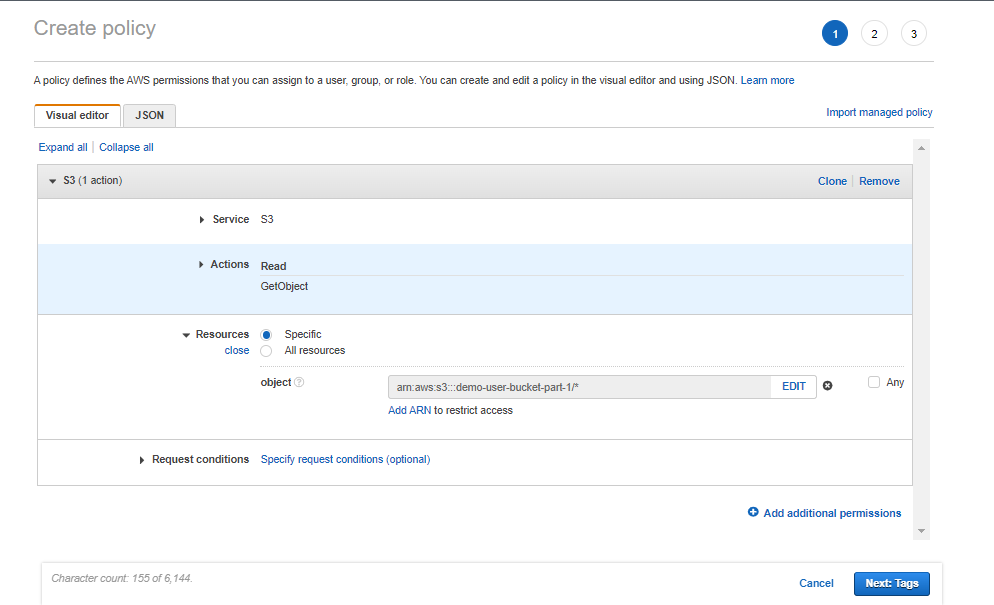 Create policy
1 2 3
A policy defines the AWS permissions that you can assign to a user, group, or role. You can create and edit a policy in the visual editor and using JSON. Learn more
Visual editor JSON
Import managed policy
Expand all Collapse all
S3 (1 action) Clone Remove
Service S3
Actions Read
GetObject
Resources Specific
close All resources
object ? arn:aws:s3:::demo-user-bucket-part-1/* EDIT Any
Add ARN to restrict access
Request conditions Specify request conditions (optional)
Add additional permissions
Character count: 155 of 6,144.
Cancel Next: Tags